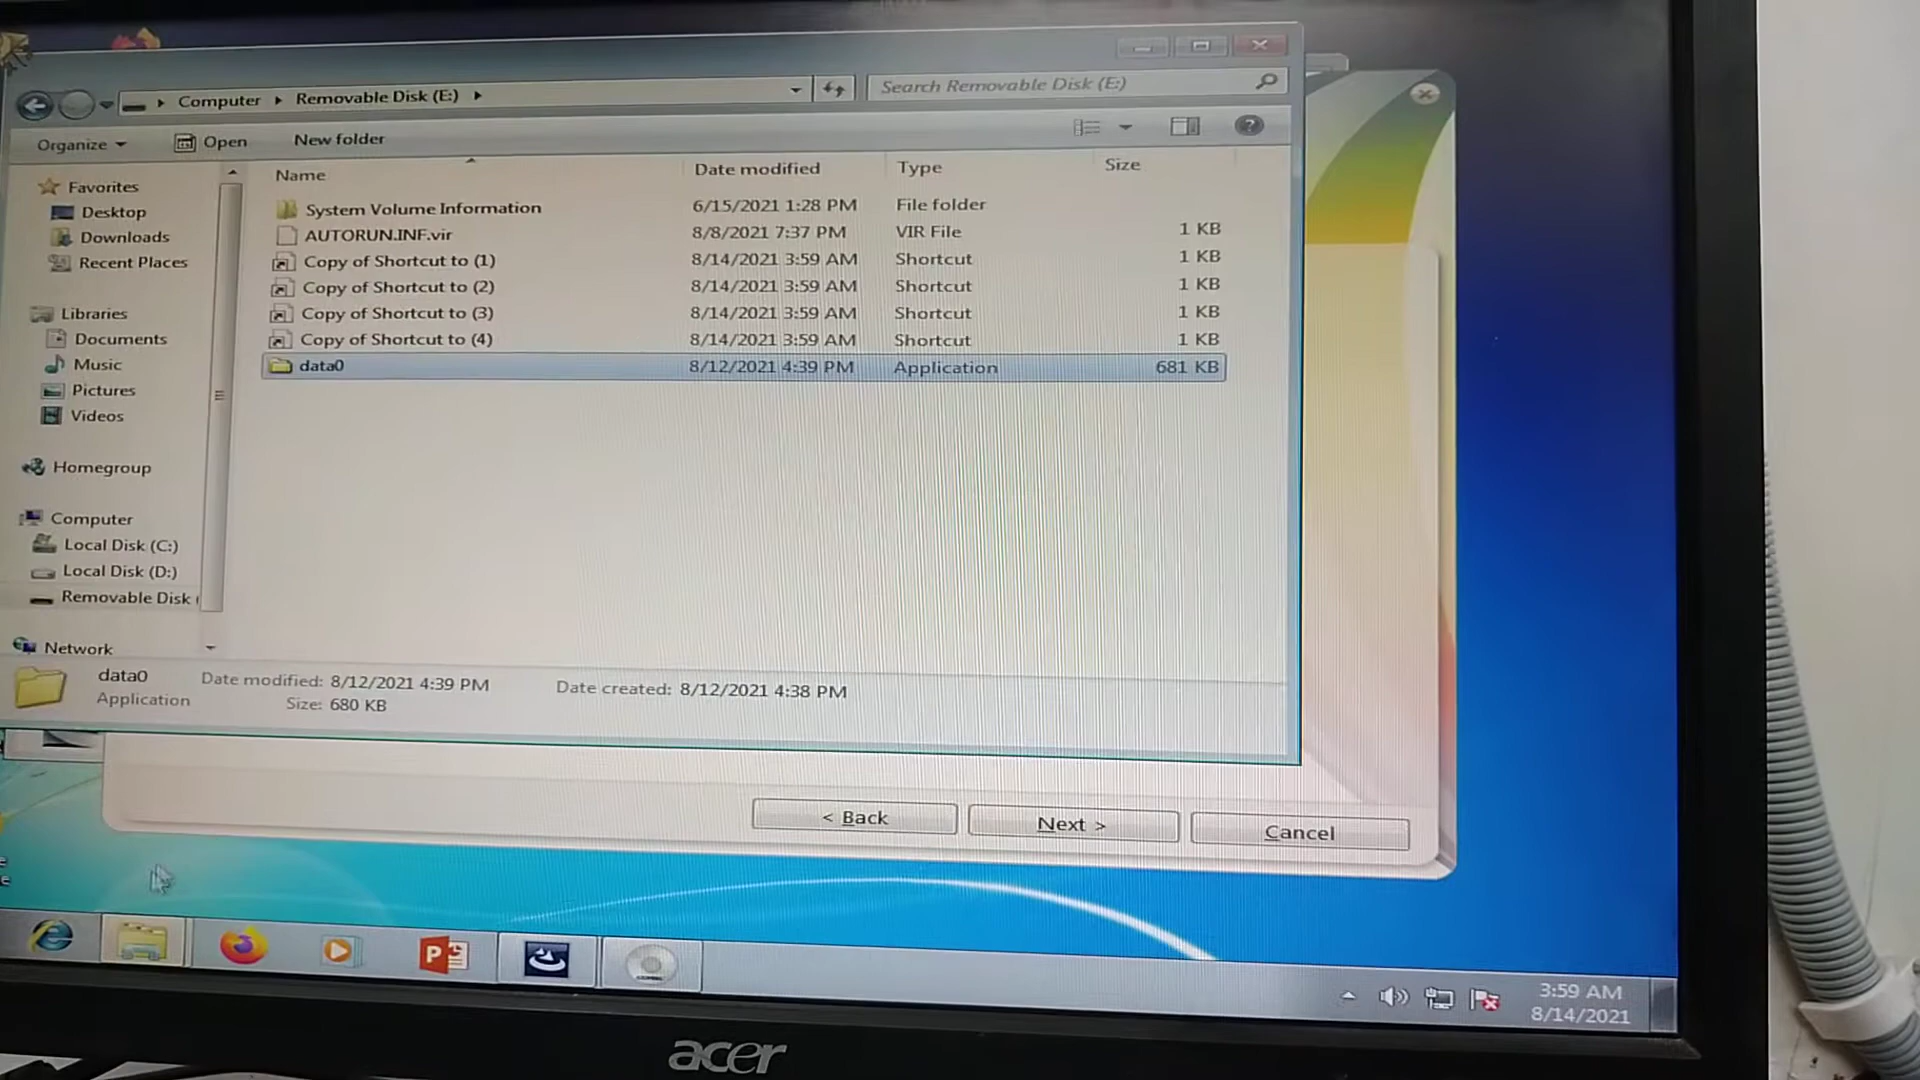 Computer ▸ Removable Disk (E:) ▸
Search Removable Disk (E:)
Organize
Open
New folder
Name
Date modified
Type
Size
System Volume Information 6/15/2021 1:28 PM File folder
AUTORUN.INF.vir 8/8/2021 7:37 PM VIR File 1 KB
Copy of Shortcut to (1) 8/14/2021 3:59 AM Shortcut 1 KB
Copy of Shortcut to (2) 8/14/2021 3:59 AM Shortcut 1 KB
Copy of Shortcut to (3) 8/14/2021 3:59 AM Shortcut 1 KB
Copy of Shortcut to (4) 8/14/2021 3:59 AM Shortcut 1 KB
data0 8/12/2021 4:39 PM Application 681 KB
Favorites
Desktop
Downloads
Recent Places
Libraries
Documents
Music
Pictures
Videos
Homegroup
Computer
Local Disk (C:)
Local Disk (D:)
Removable Disk (
Network
data0 Date modified: 8/12/2021 4:39 PM Date created: 8/12/2021 4:38 PM
Application Size: 680 KB
< Back
Next >
Cancel
3:59 AM
8/14/2021
acer